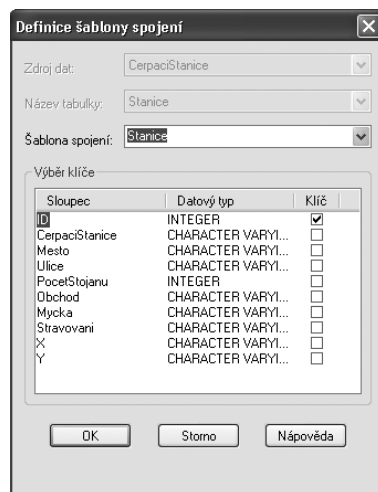 Definice šablony spojení
Zdroj dat: CerpaciStanice
Název tabulky: Stanice
Šablona spojení: Stanice
Výběr klíče
Sloupec Datový typ Klíč
ID INTEGER
CerpaciStanice CHARACTER VARYI...
Mesto CHARACTER VARYI...
Ulice CHARACTER VARYI...
PocetStojanu INTEGER
Obchod CHARACTER VARYI...
Mycka CHARACTER VARYI...
Stravovani CHARACTER VARYI...
X CHARACTER VARYI...
Y CHARACTER VARYI...
OK Storno Nápověda